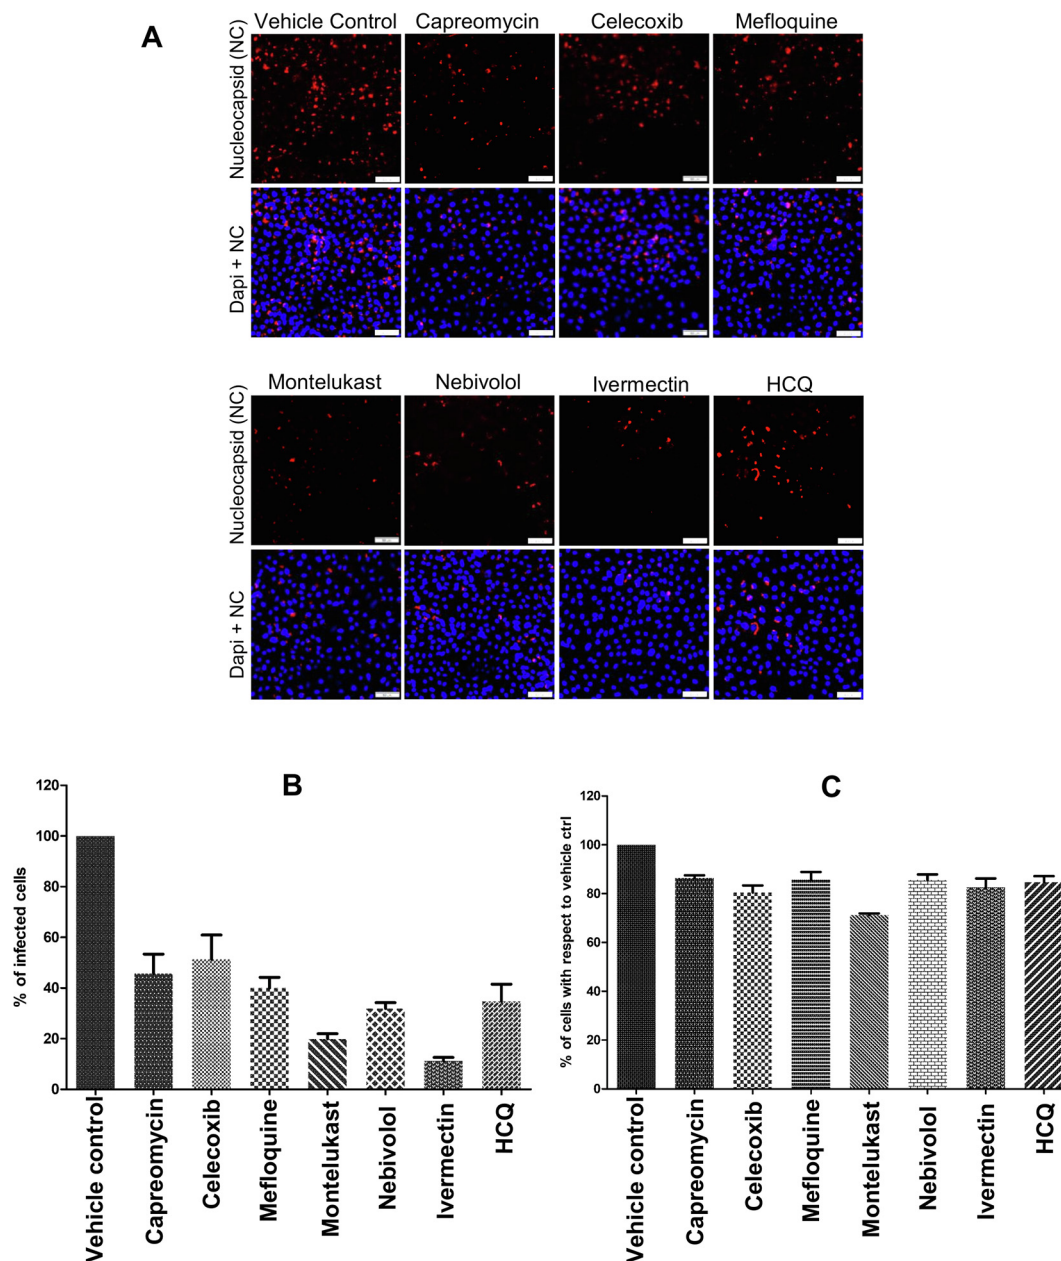 A
Vehicle Control Capreomycin Celecoxib Mefloquine
Nucleocapsid (NC)
Dapi + NC
Montelukast Nebivolol Ivermectin HCQ
Nucleocapsid (NC)
Dapi + NC
B
% of infected cells
120
100
80
60
40
20
0
Vehicle control
Capreomycin
Celecoxib
Mefloquine
Montelukast
Nebivolol
Ivermectin
HCQ
C
% of cells with respect to vehicle ctrl
120
100
80
60
40
20
0
Vehicle control
Capreomycin
Celecoxib
Mefloquine
Montelukast
Nebivolol
Ivermectin
HCQ